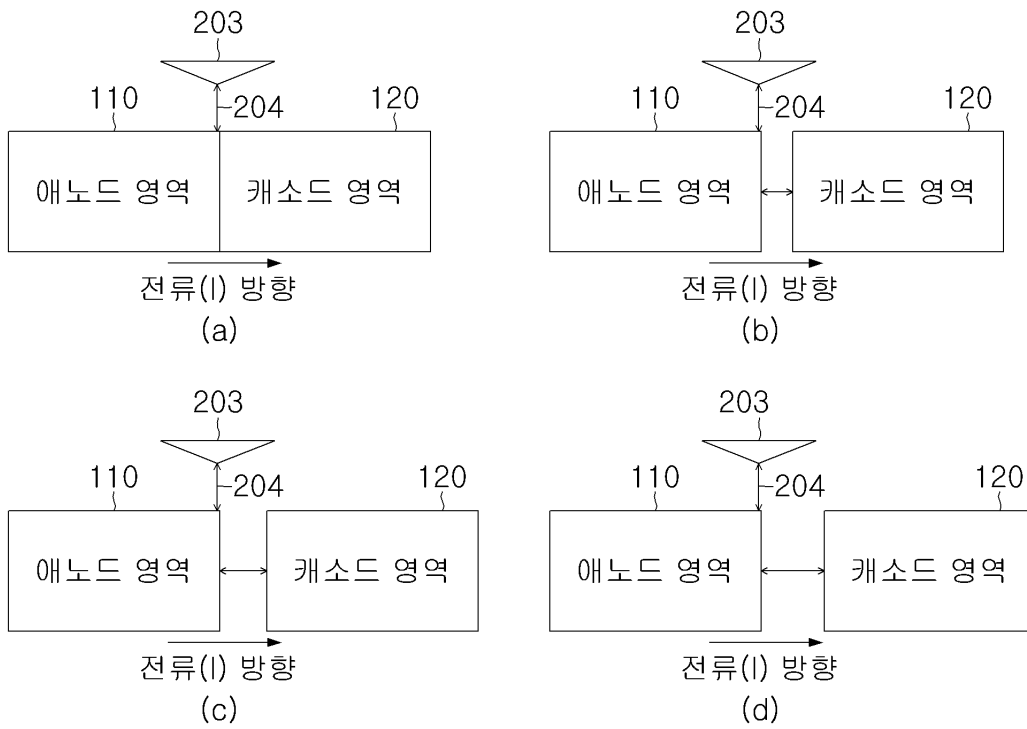 203
110
204
120
애노드 영역 캐소드 영역
전류(I) 방향
(a)
203
110
204
120
애노드 영역 캐소드 영역
전류(I) 방향
(b)
203
110
204
120
애노드 영역 캐소드 영역
전류(I) 방향
(c)
203
110
204
120
애노드 영역 캐소드 영역
전류(I) 방향
(d)